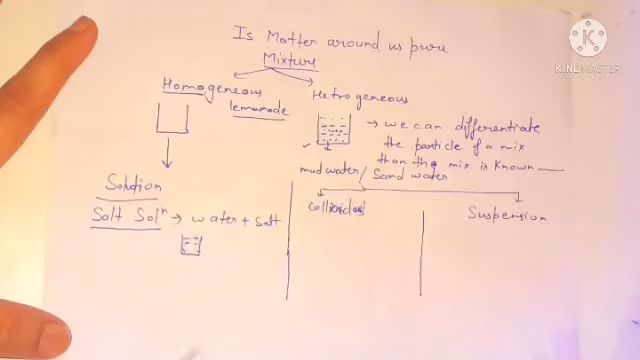 Is Matter around us pure
Mixture
KINEMASTER
Homogeneous
Hetrogeneous
lemonade
→ we can differentiate
the particle of a mix
than the mix is known
mud water / Sand water
Solution
Salt Solⁿ → water + salt
Colloidal
Suspension